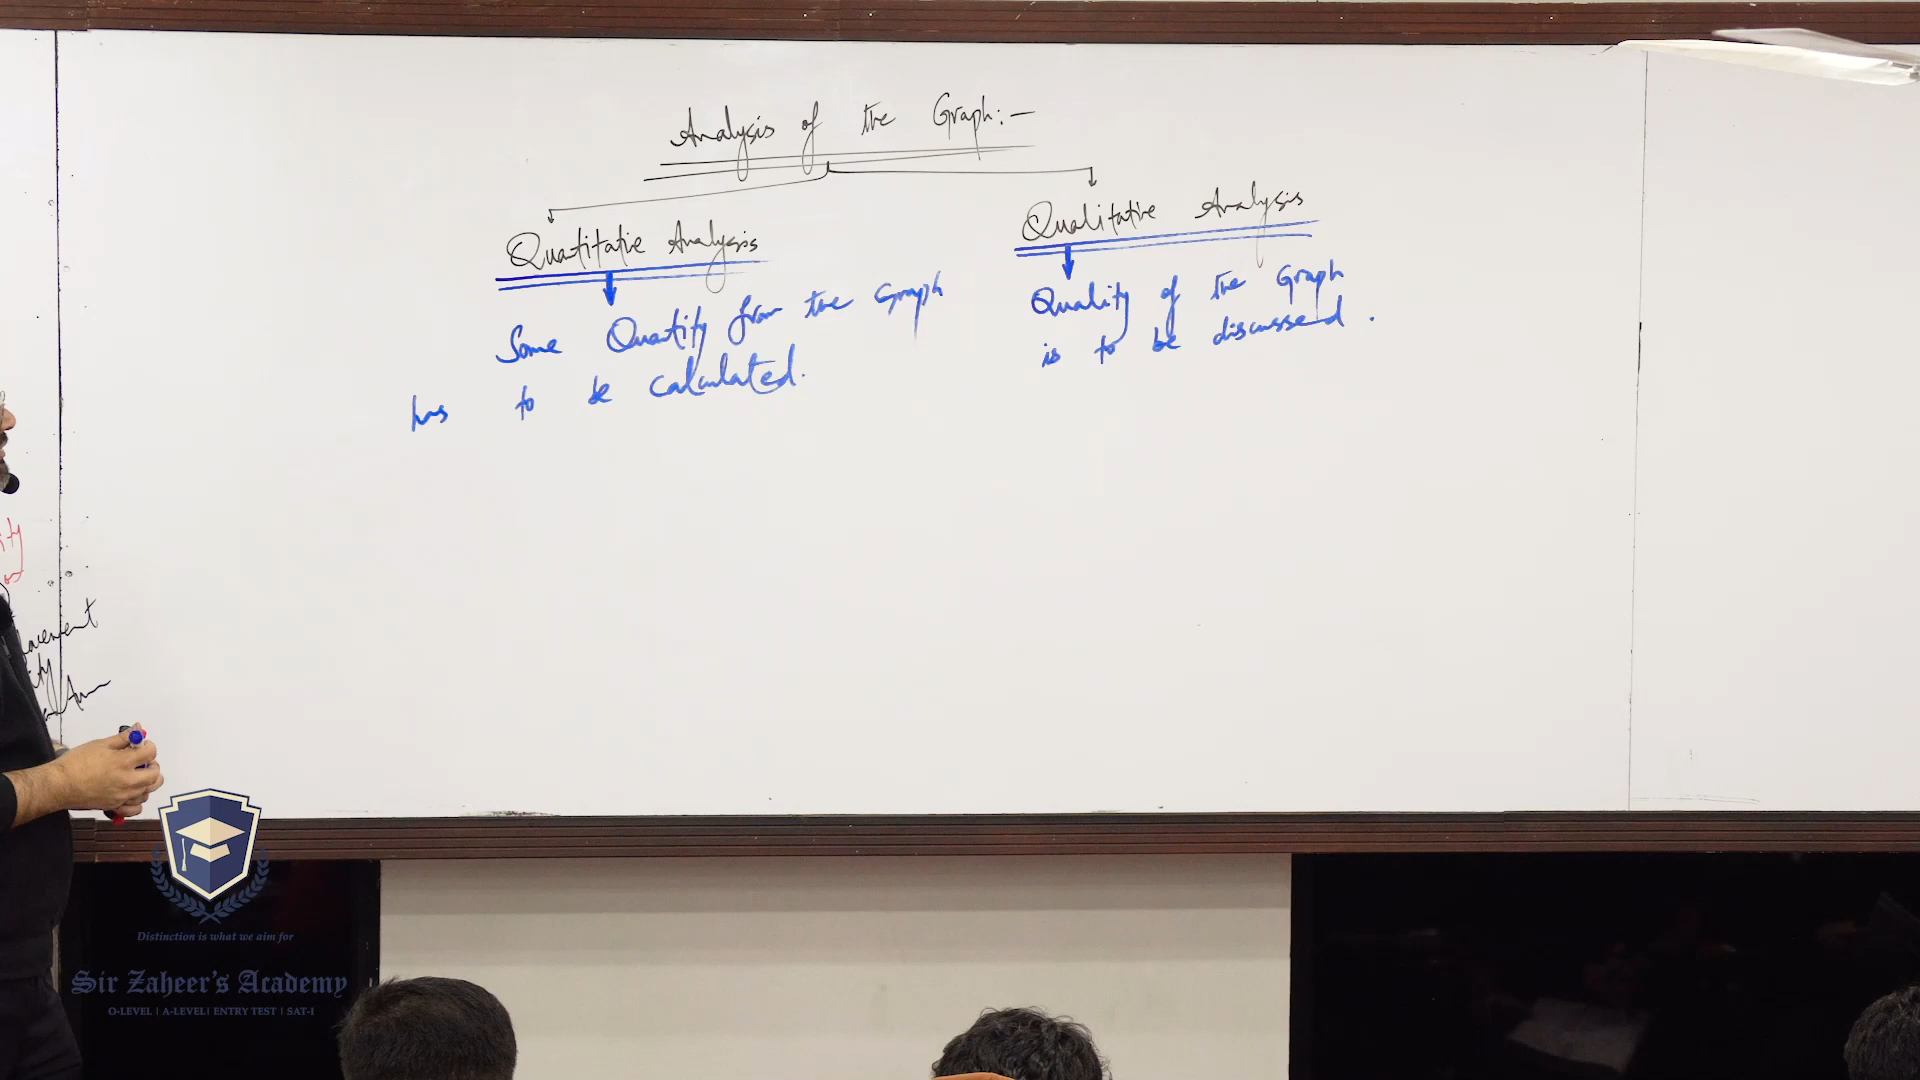 Analysis of the Graph:-
Quantitative Analysis
Some Quantity from the Graph
has to be calculated.
Qualitative Analysis
Quality of the Graph
is to be discussed.
Distinction is what we aim for
Sir Zaheer's Academy
O-LEVEL | A-LEVEL | ENTRY TEST | SAT-I